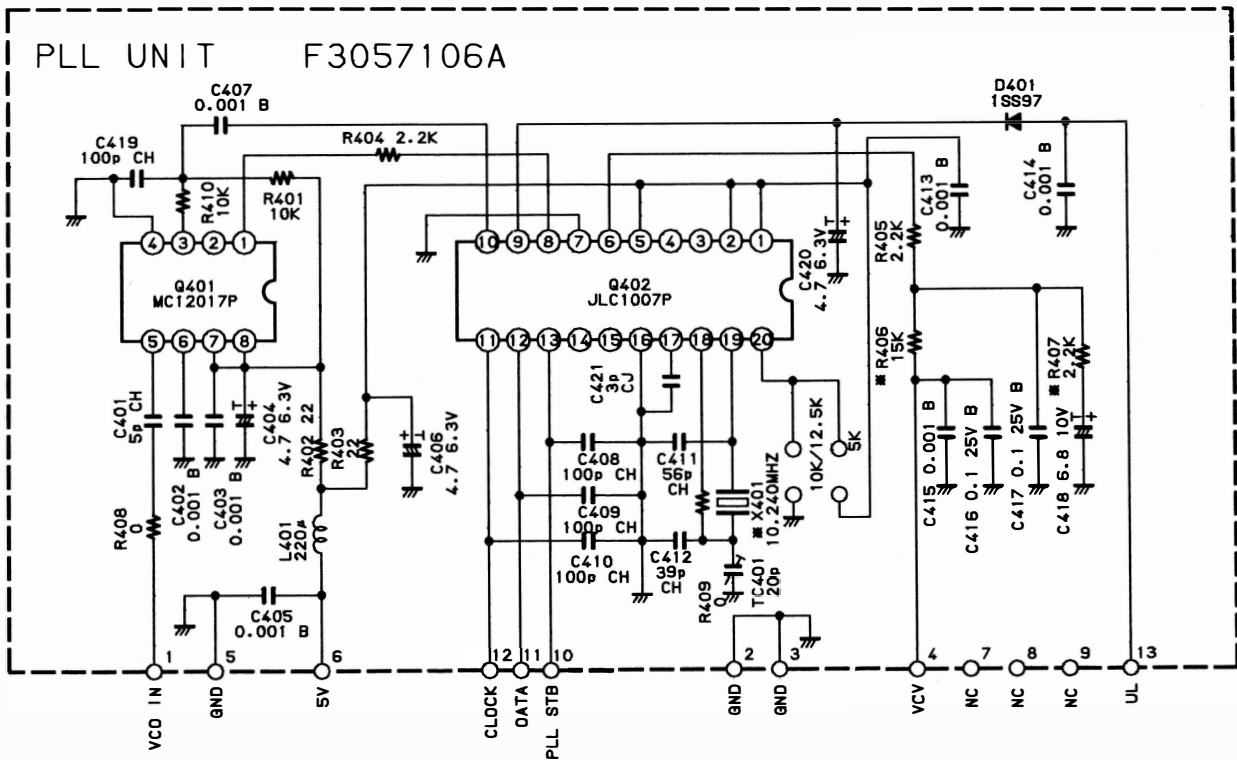 PLL UNIT F3057106A
C407
0.001 B
R404 2.2K
D401
1SS97
C419
100p CH
R410
10K
R401
10K
C413
0.001 B
C414
0.001 B
4 3 2 1
Q401
MC12017P
5 6 7 8
10 9 8 7 6 5 4 3 2 1
Q402
JLC1007P
11 12 13 14 15 16 17 18 19 20
C420
4.7 6.3V
T +
R405
2.2K
※ R406
15K
※ R407
2.2K
C401
5p CH
C402
0.001 B
C403
0.001 B
T +
C404
4.7 6.3V
R402 22
R403
22
+ T
C406
4.7 6.3V
C421
3p
CJ
C408
100p CH
C411
56p
CH
C409
100p CH
C410
100p CH
C412
39p
CH
R409
0
※ X401
10.240MHZ
TC401
20p
10K/12.5K
5K
C415 0.001 B
C416 0.1 25V B
C417 0.1 25V B
C418 6.8 10V
T +
R408
0
L401
220μ
C405
0.001 B
1 5 6 12 11 10 2 3 4 7 8 9 13
VCO IN
GND
5V
CLOCK
DATA
PLL STB
GND
GND
VCV
NC
NC
NC
UL